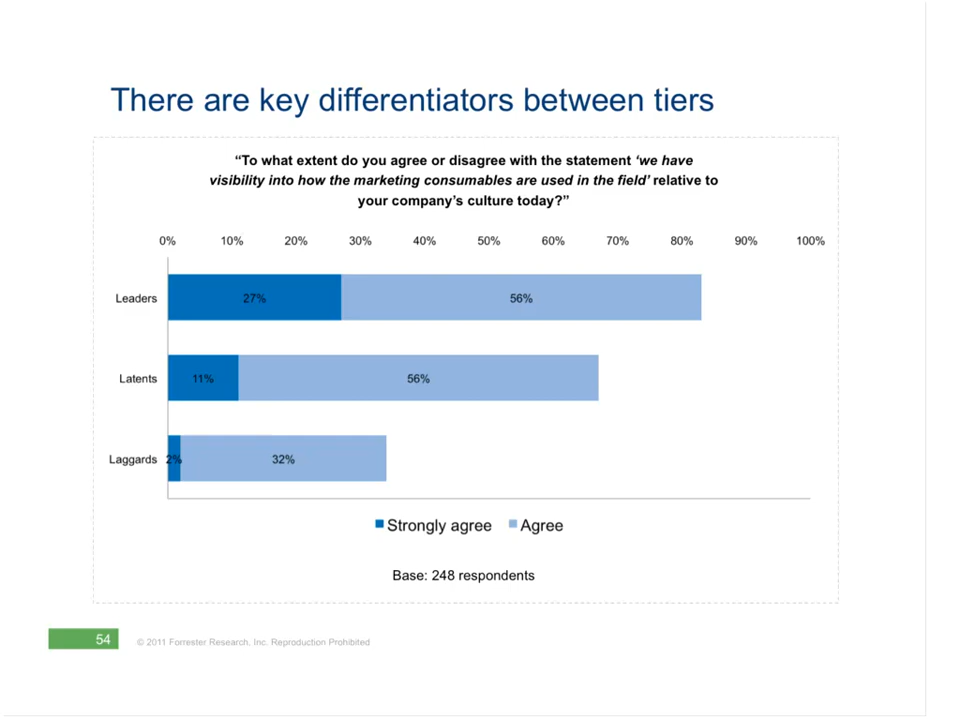 There are key differentiators between tiers
“To what extent do you agree or disagree with the statement ‘we have
visibility into how the marketing consumables are used in the field’ relative to
your company’s culture today?”
0% 10% 20% 30% 40% 50% 60% 70% 80% 90% 100%
Leaders 27% 56%
Latents 11% 56%
Laggards 2% 32%
Strongly agree Agree
Base: 248 respondents
54 © 2011 Forrester Research, Inc. Reproduction Prohibited